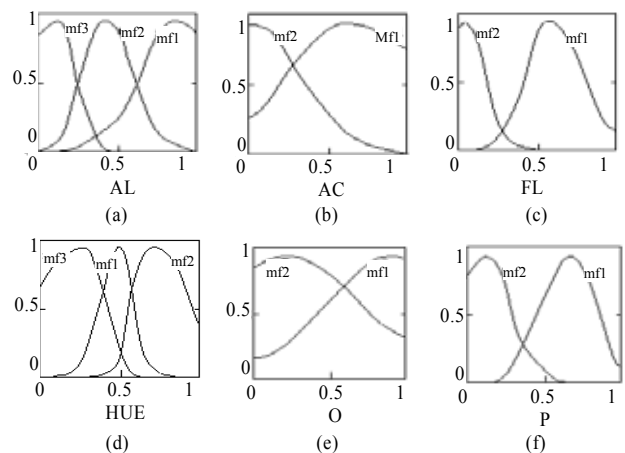 1 mf3 mf2 mf1
0.5
0
0 0.5 1
AL
(a)
1 mf2 Mf1
0.5
0
0 0.5 1
AC
(b)
1 mf2 mf1
0.5
0
0 0.5 1
FL
(c)
1
mf3 mf1 mf2
0.5
0
0 0.5 1
HUE
(d)
1
mf2 mf1
0.5
0
0 0.5 1
O
(e)
1
mf2 mf1
0.5
0
0 0.5 1
P
(f)